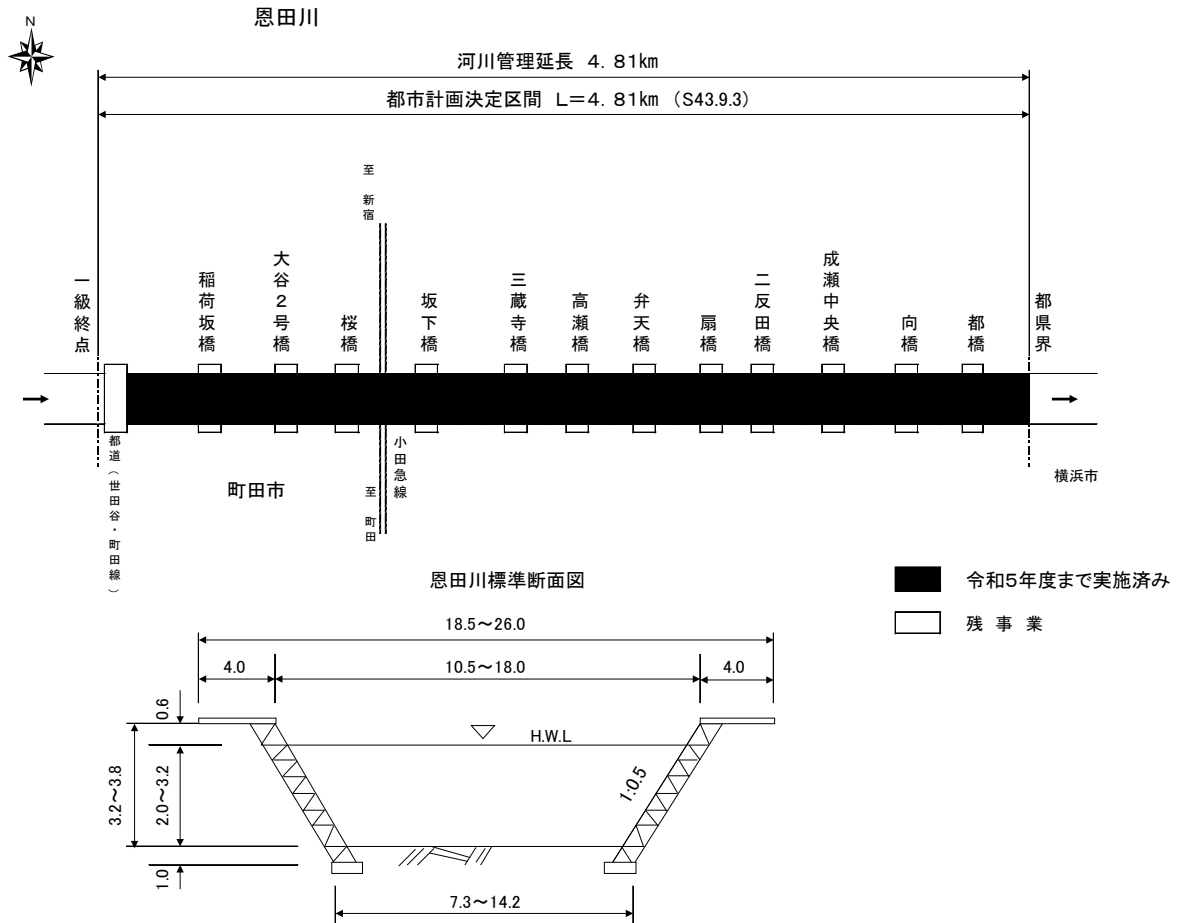 恩田川
N
河川管理延長 4.81km
都市計画決定区間 L=4.81km (S43.9.3)
至 新宿
一級終点
稲荷坂橋
大谷2号橋
桜橋
坂下橋
三蔵寺橋
高瀬橋
弁天橋
扇橋
二反田橋
成瀬中央橋
向橋
都橋
都県界
都道(世田谷・町田線)
町田市
至 町田
小田急線
横浜市
恩田川標準断面図
令和5年度まで実施済み
残事業
18.5~26.0
4.0
10.5~18.0
4.0
0.6
H.W.L
3.2~3.8
2.0~3.2
1:0.5
1.0
7.3~14.2